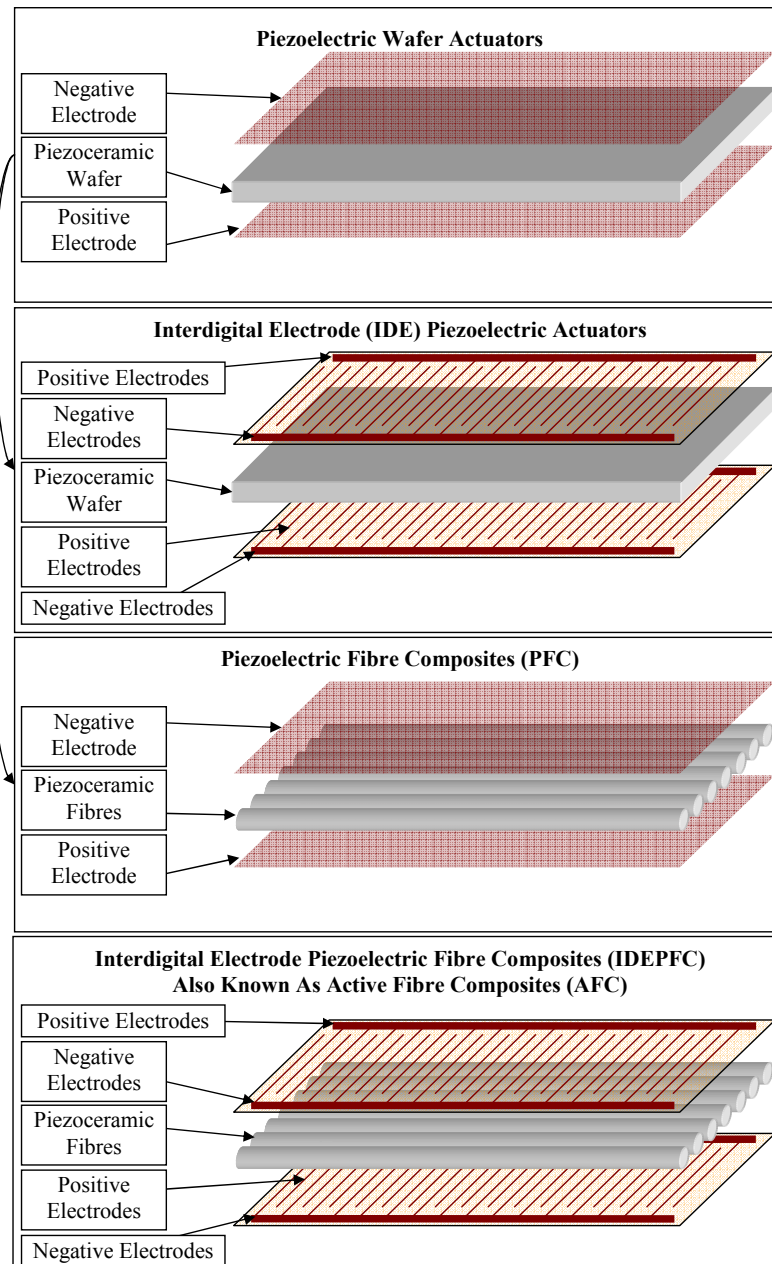 Piezoelectric Wafer Actuators
Negative
Electrode
Piezoceramic
Wafer
Positive
Electrode
Interdigital Electrode (IDE) Piezoelectric Actuators
Positive Electrodes
Negative
Electrodes
Piezoceramic
Wafer
Positive
Electrodes
Negative Electrodes
Piezoelectric Fibre Composites (PFC)
Negative
Electrode
Piezoceramic
Fibres
Positive
Electrode
Interdigital Electrode Piezoelectric Fibre Composites (IDEPFC)
Also Known As Active Fibre Composites (AFC)
Positive Electrodes
Negative
Electrodes
Piezoceramic
Fibres
Positive
Electrodes
Negative Electrodes